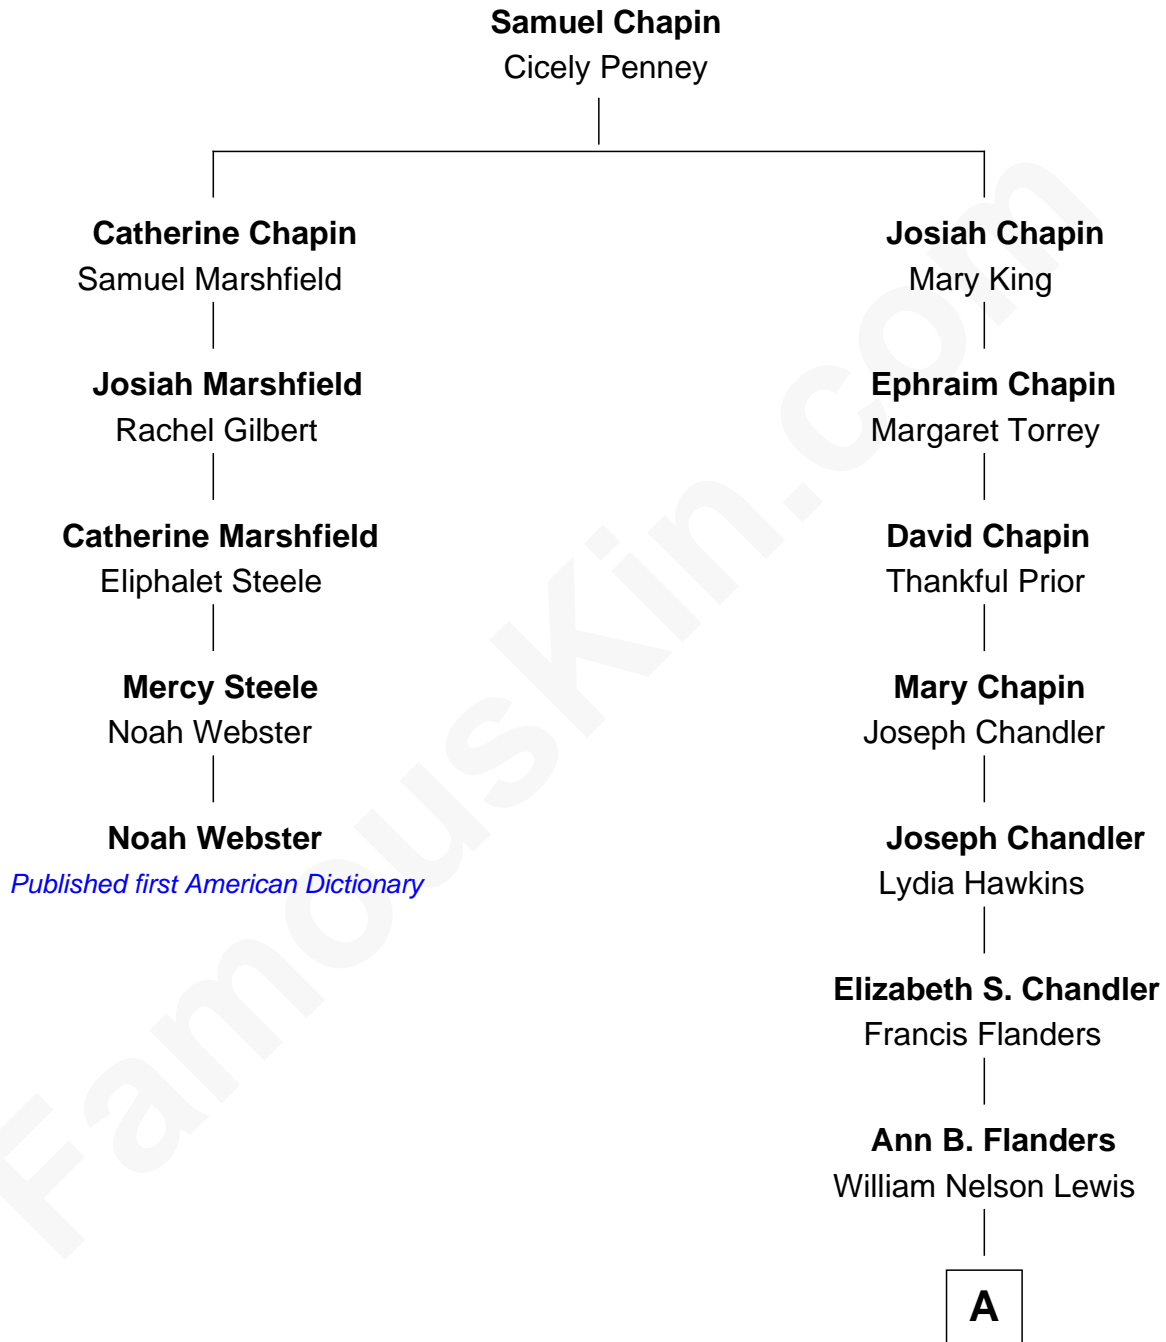 Samuel Chapin
Cicely Penney
Catherine Chapin
Samuel Marshfield
Josiah Marshfield
Rachel Gilbert
Catherine Marshfield
Eliphalet Steele
Mercy Steele
Noah Webster
Noah Webster
Published first American Dictionary
Josiah Chapin
Mary King
Ephraim Chapin
Margaret Torrey
David Chapin
Thankful Prior
Mary Chapin
Joseph Chandler
Joseph Chandler
Lydia Hawkins
Elizabeth S. Chandler
Francis Flanders
Ann B. Flanders
William Nelson Lewis
A
FamousKin.com